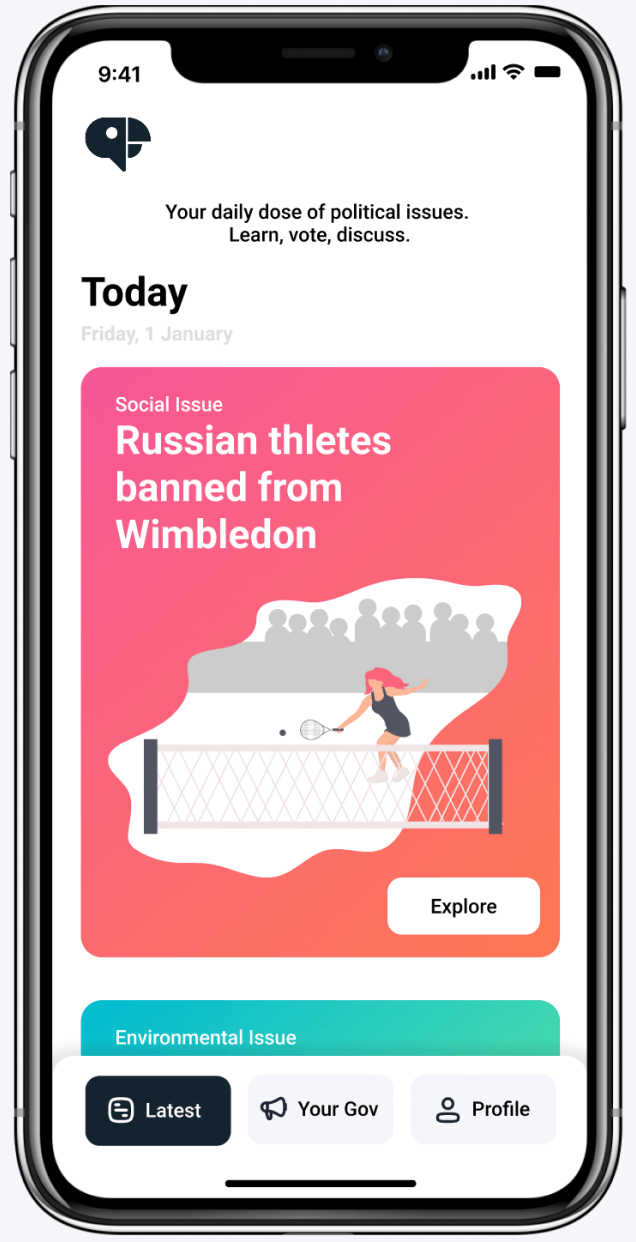 9:41
Your daily dose of political issues.
Learn, vote, discuss.
Today
Friday, 1 January
Social Issue
Russian thletes
banned from
Wimbledon
Explore
Environmental Issue
Latest
Your Gov
Profile